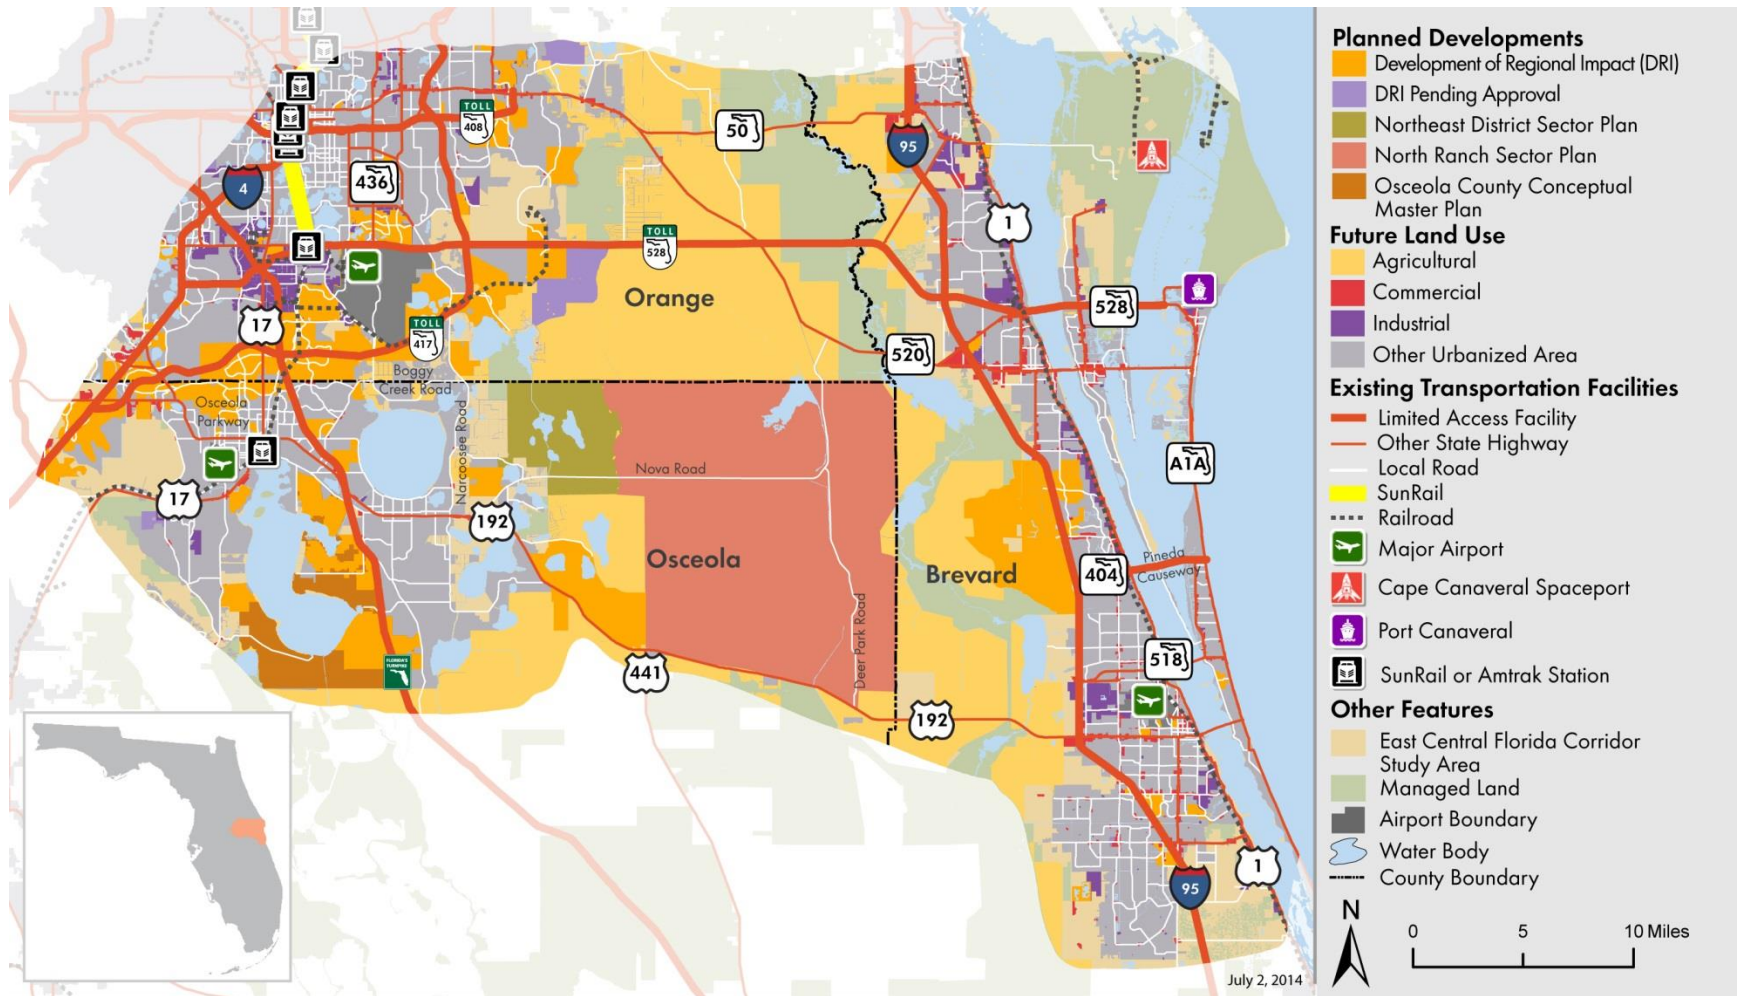 50
TOLL
408
95
4
436
1
TOLL
528
Orange
528
17
TOLL
417
520
Boggy
Creek Road
Osceola
Parkway
Narcoossee Road
A1A
Nova Road
17
192
Osceola
Brevard
404
Pineda
Causeway
Deer Park Road
518
FLORIDA'S
TURNPIKE
441
192
1
95
July 2, 2014
Planned Developments
Development of Regional Impact (DRI)
DRI Pending Approval
Northeast District Sector Plan
North Ranch Sector Plan
Osceola County Conceptual
Master Plan
Future Land Use
Agricultural
Commercial
Industrial
Other Urbanized Area
Existing Transportation Facilities
Limited Access Facility
Other State Highway
Local Road
SunRail
Railroad
Major Airport
Cape Canaveral Spaceport
Port Canaveral
SunRail or Amtrak Station
Other Features
East Central Florida Corridor
Study Area
Managed Land
Airport Boundary
Water Body
County Boundary
N
0 5 10 Miles